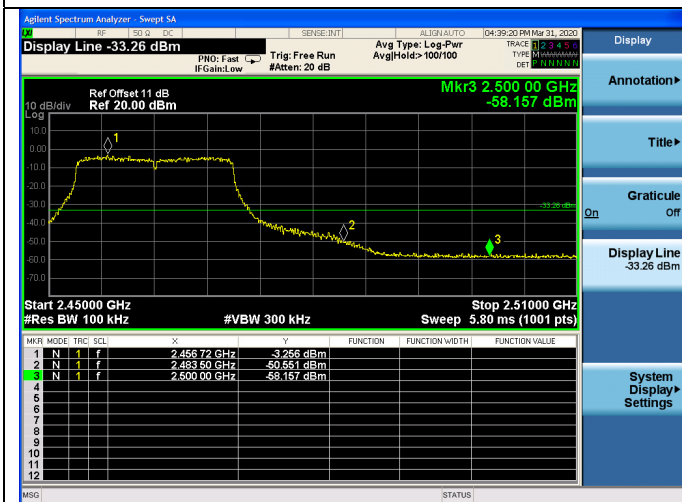 Agilent Spectrum Analyzer - Swept SA
LXI RF 50 Ω DC SENSE:INT ALIGN AUTO 04:39:20 PM Mar 31, 2020
Display Line -33.26 dBm
PNO: Fast
IFGain:Low
Trig: Free Run
#Atten: 20 dB
Avg Type: Log-Pwr
Avg|Hold:>100/100
TRACE 1 2 3 4 5 6
TYPE
DET P N N N N N
Ref Offset 11 dB
Ref 20.00 dBm
10 dB/div
Log
Mkr3 2.500 00 GHz
-58.157 dBm
10.0
0.00
-10.0
-20.0
-30.0
-40.0
-50.0
-60.0
-70.0
1
2
3
-33.26 dBm
Start 2.45000 GHz Stop 2.51000 GHz
#Res BW 100 kHz #VBW 300 kHz Sweep 5.80 ms (1001 pts)
MKR MODE TRC SCL X Y FUNCTION FUNCTION WIDTH FUNCTION VALUE
1 N 1 f 2.456 72 GHz -3.256 dBm
2 N 1 f 2.483 50 GHz -50.551 dBm
3 N 1 f 2.500 00 GHz -58.157 dBm
4
5
6
7
8
9
10
11
12
MSG STATUS
Display
Annotation
Title
Graticule
On Off
Display Line
-33.26 dBm
System
Display
Settings